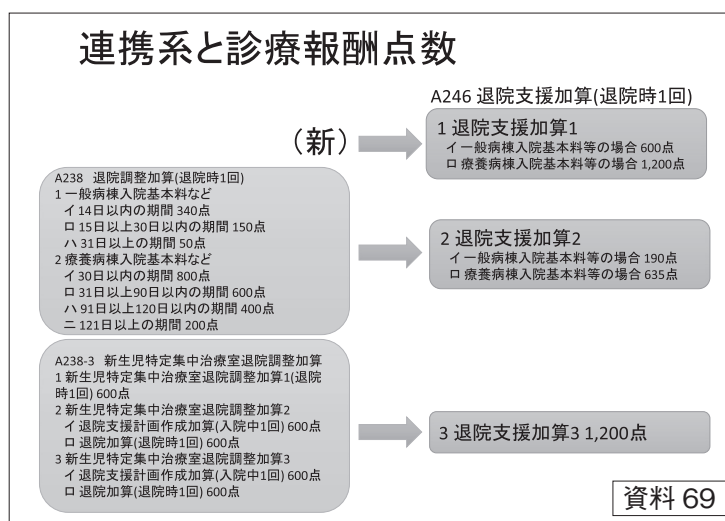 連携系と診療報酬点数
A246 退院支援加算(退院時1回)
(新)
1 退院支援加算1
イ 一般病棟入院基本料等の場合 600点
ロ 療養病棟入院基本料等の場合 1,200点
A238 退院調整加算(退院時1回)
1 一般病棟入院基本料など
イ 14日以内の期間 340点
ロ 15日以上30日以内の期間 150点
ハ 31日以上の期間 50点
2 療養病棟入院基本料など
イ 30日以内の期間 800点
ロ 31日以上90日以内の期間 600点
ハ 91日以上120日以内の期間 400点
ニ 121日以上の期間 200点
2 退院支援加算2
イ 一般病棟入院基本料等の場合 190点
ロ 療養病棟入院基本料等の場合 635点
A238-3 新生児特定集中治療室退院調整加算
1 新生児特定集中治療室退院調整加算1(退院
時1回) 600点
2 新生児特定集中治療室退院調整加算2
イ 退院支援計画作成加算(入院中1回) 600点
ロ 退院加算(退院時1回) 600点
3 新生児特定集中治療室退院調整加算3
イ 退院支援計画作成加算(入院中1回) 600点
ロ 退院加算(退院時1回) 600点
3 退院支援加算3 1,200点
資料 69